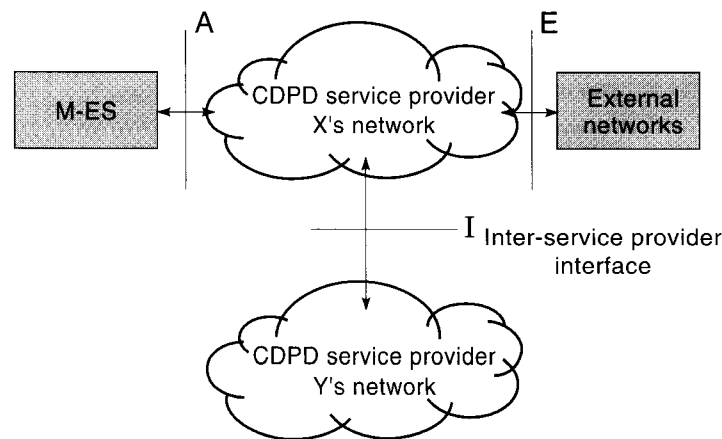 A
E
M-ES
CDPD service provider
X's network
External
networks
I
Inter-service provider
interface
CDPD service provider
Y's network